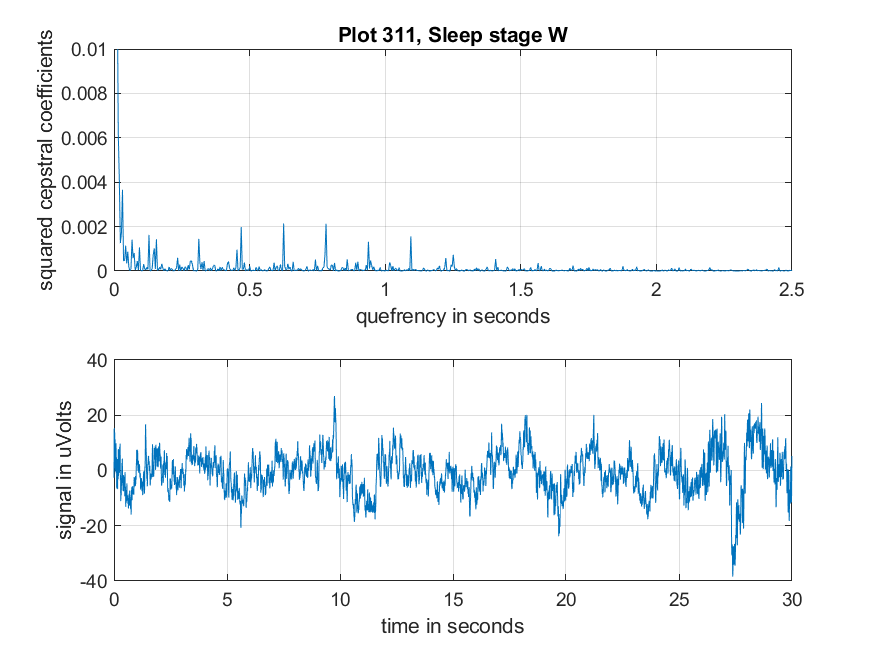 Plot 311, Sleep stage W
squared cepstral coefficients
0.01
0.008
0.006
0.004
0.002
0
0 0.5 1 1.5 2 2.5
quefrency in seconds
signal in uVolts
40
20
0
-20
-40
0 5 10 15 20 25 30
time in seconds